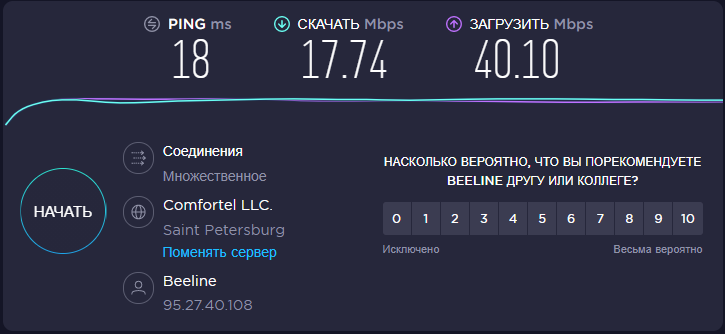 PING ms
СКАЧАТЬ Mbps
ЗАГРУЗИТЬ Mbps
18
17.74
40.10
НАЧАТЬ
Соединения
Множественное
Comfortel LLC.
Saint Petersburg
Поменять сервер
Beeline
95.27.40.108
НАСКОЛЬКО ВЕРОЯТНО, ЧТО ВЫ ПОРЕКОМЕНДУЕТЕ
BEELINE ДРУГУ ИЛИ КОЛЛЕГЕ?
0 1 2 3 4 5 6 7 8 9 10
Исключено
Весьма вероятно